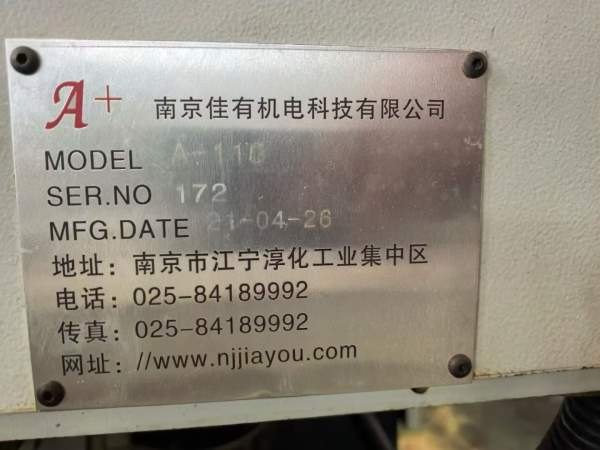 A+ 南京佳有机电科技有限公司
MODEL
SER.NO 172
MFG.DATE 21-04-26
地址：南京市江宁淳化工业集中区
电话：025-84189992
传真：025-84189992
网址：//www.njjiayou.com